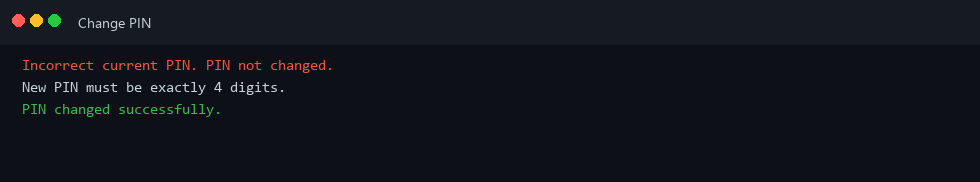 Change PIN
Incorrect current PIN. PIN not changed.
New PIN must be exactly 4 digits.
PIN changed successfully.